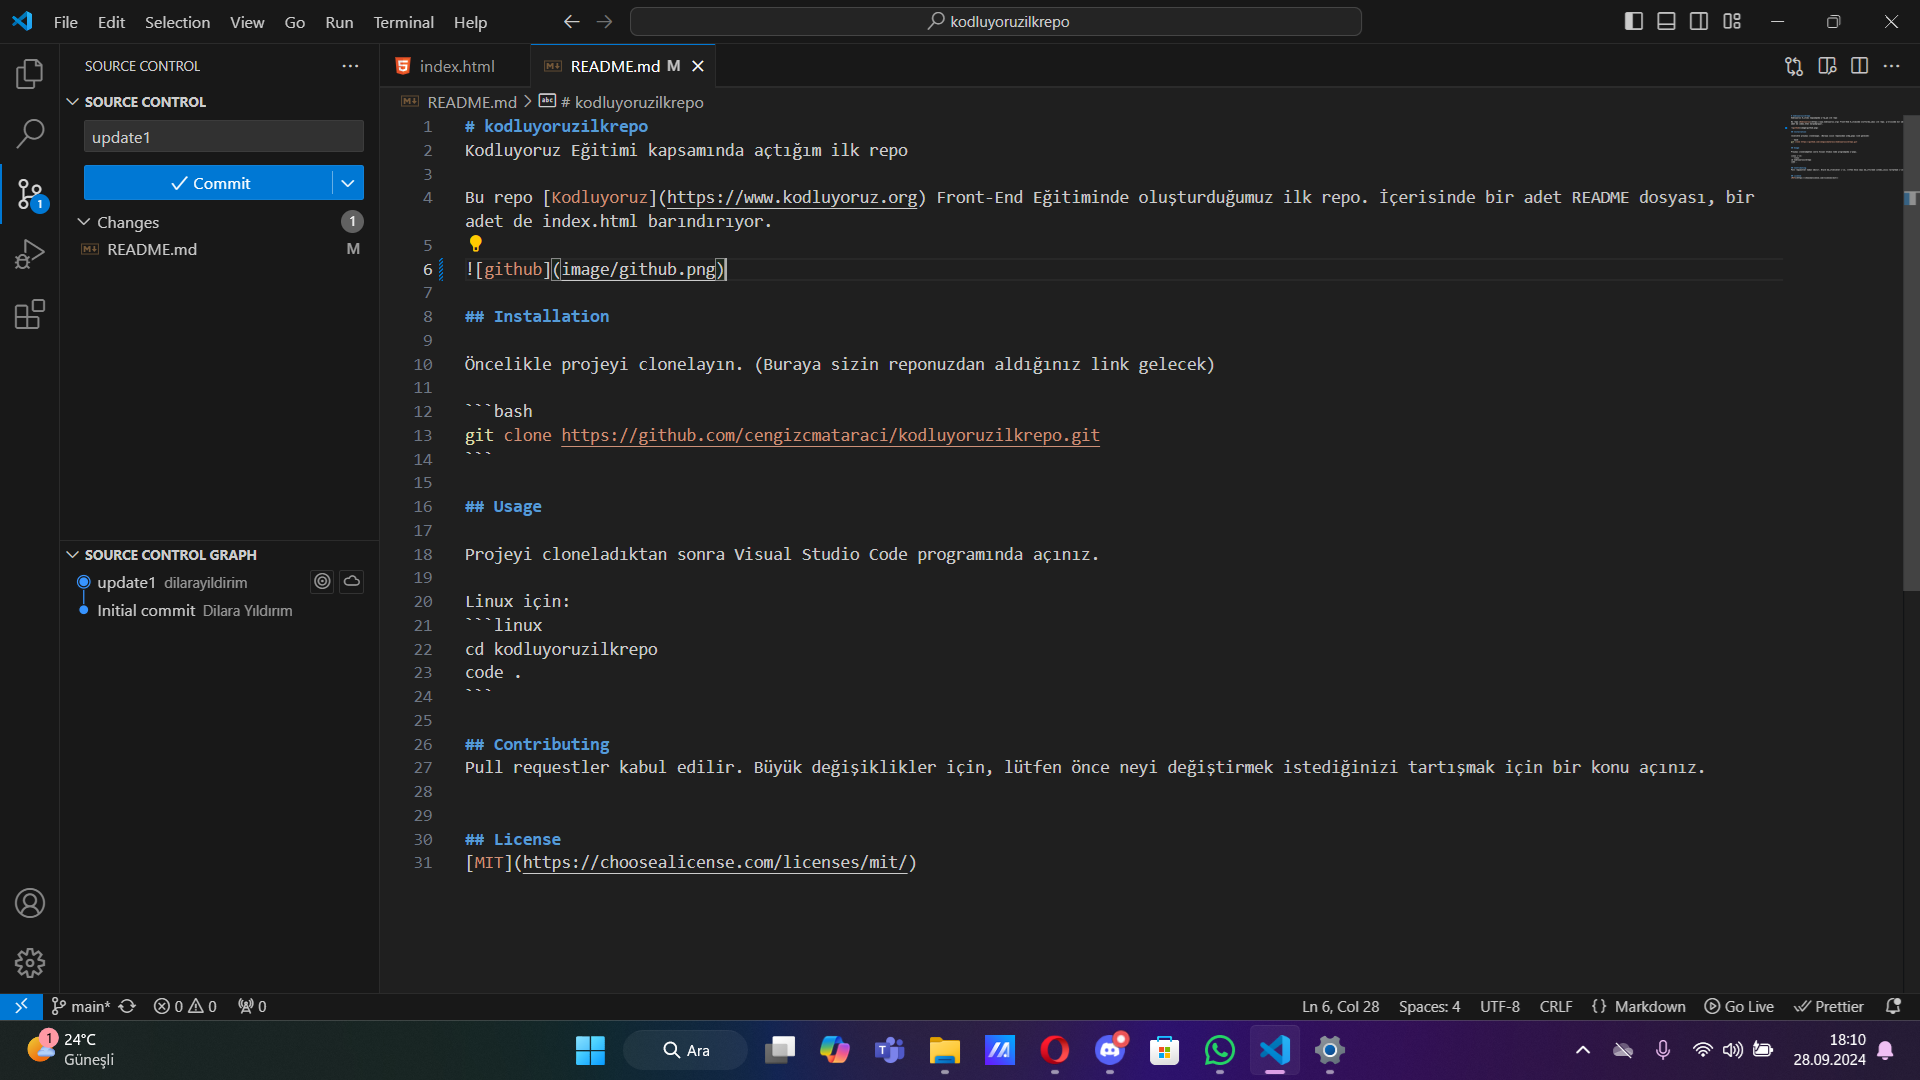 File Edit Selection View Go Run Terminal Help
kodluyoruzilkrepo
SOURCE CONTROL
SOURCE CONTROL
update1
Commit
1
Changes 1
README.md M
SOURCE CONTROL GRAPH
update1 dilarayildirim
Initial commit Dilara Yıldırım
index.html
README.md M
README.md > # kodluyoruzilkrepo
1 # kodluyoruzilkrepo
2 Kodluyoruz Eğitimi kapsamında açtığım ilk repo
3
4 Bu repo [Kodluyoruz](https://www.kodluyoruz.org) Front-End Eğitiminde oluşturduğumuz ilk repo. İçerisinde bir adet README dosyası, bir
adet de index.html barındırıyor.
5
6 ![github](image/github.png)
7
8 ## Installation
9
10 Öncelikle projeyi clonelayın. (Buraya sizin reponuzdan aldığınız link gelecek)
11
12 ```bash
13 git clone https://github.com/cengizcmataraci/kodluyoruzilkrepo.git
14 ```
15
16 ## Usage
17
18 Projeyi cloneladıktan sonra Visual Studio Code programında açınız.
19
20 Linux için:
21 ```linux
22 cd kodluyoruzilkrepo
23 code .
24 ```
25
26 ## Contributing
27 Pull requestler kabul edilir. Büyük değişiklikler için, lütfen önce neyi değiştirmek istediğinizi tartışmak için bir konu açınız.
28
29
30 ## License
31 [MIT](https://choosealicense.com/licenses/mit/)
main* 0 0 0
Ln 6, Col 28 Spaces: 4 UTF-8 CRLF {} Markdown Go Live Prettier
1
24°C
Güneşli
Ara
18:10
28.09.2024